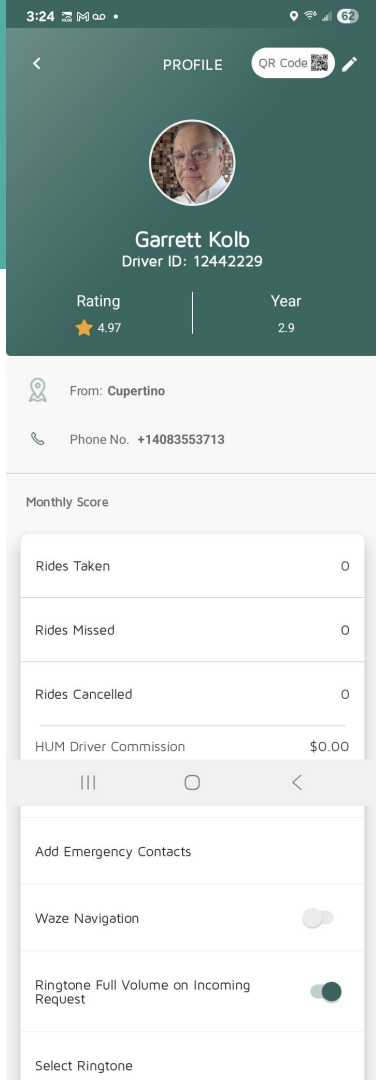 3:24
62
PROFILE
QR Code
Garrett Kolb
Driver ID: 12442229
Rating Year
4.97 2.9
From: Cupertino
Phone No. +14083553713
Monthly Score
Rides Taken 0
Rides Missed 0
Rides Cancelled 0
HUM Driver Commission $0.00
Add Emergency Contacts
Waze Navigation
Ringtone Full Volume on Incoming
Request
Select Ringtone